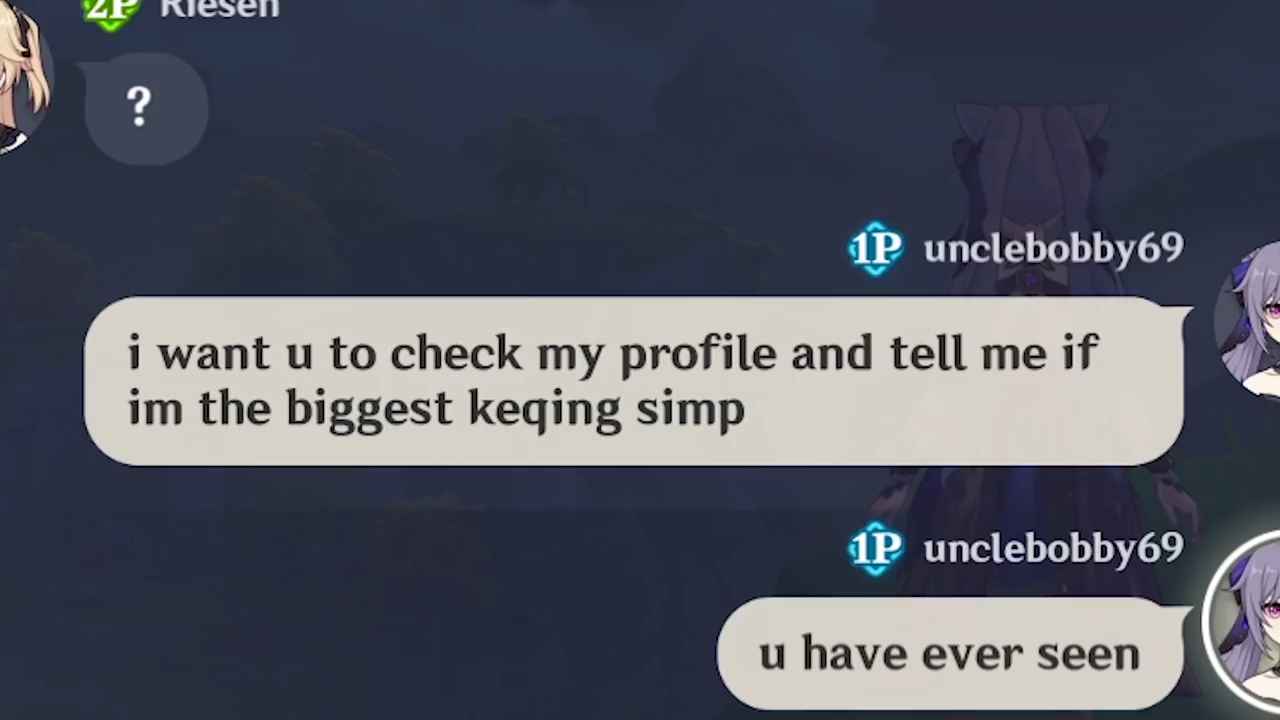 2P Riesen
?
1P unclebobby69
i want u to check my profile and tell me if
im the biggest keqing simp
1P unclebobby69
u have ever seen